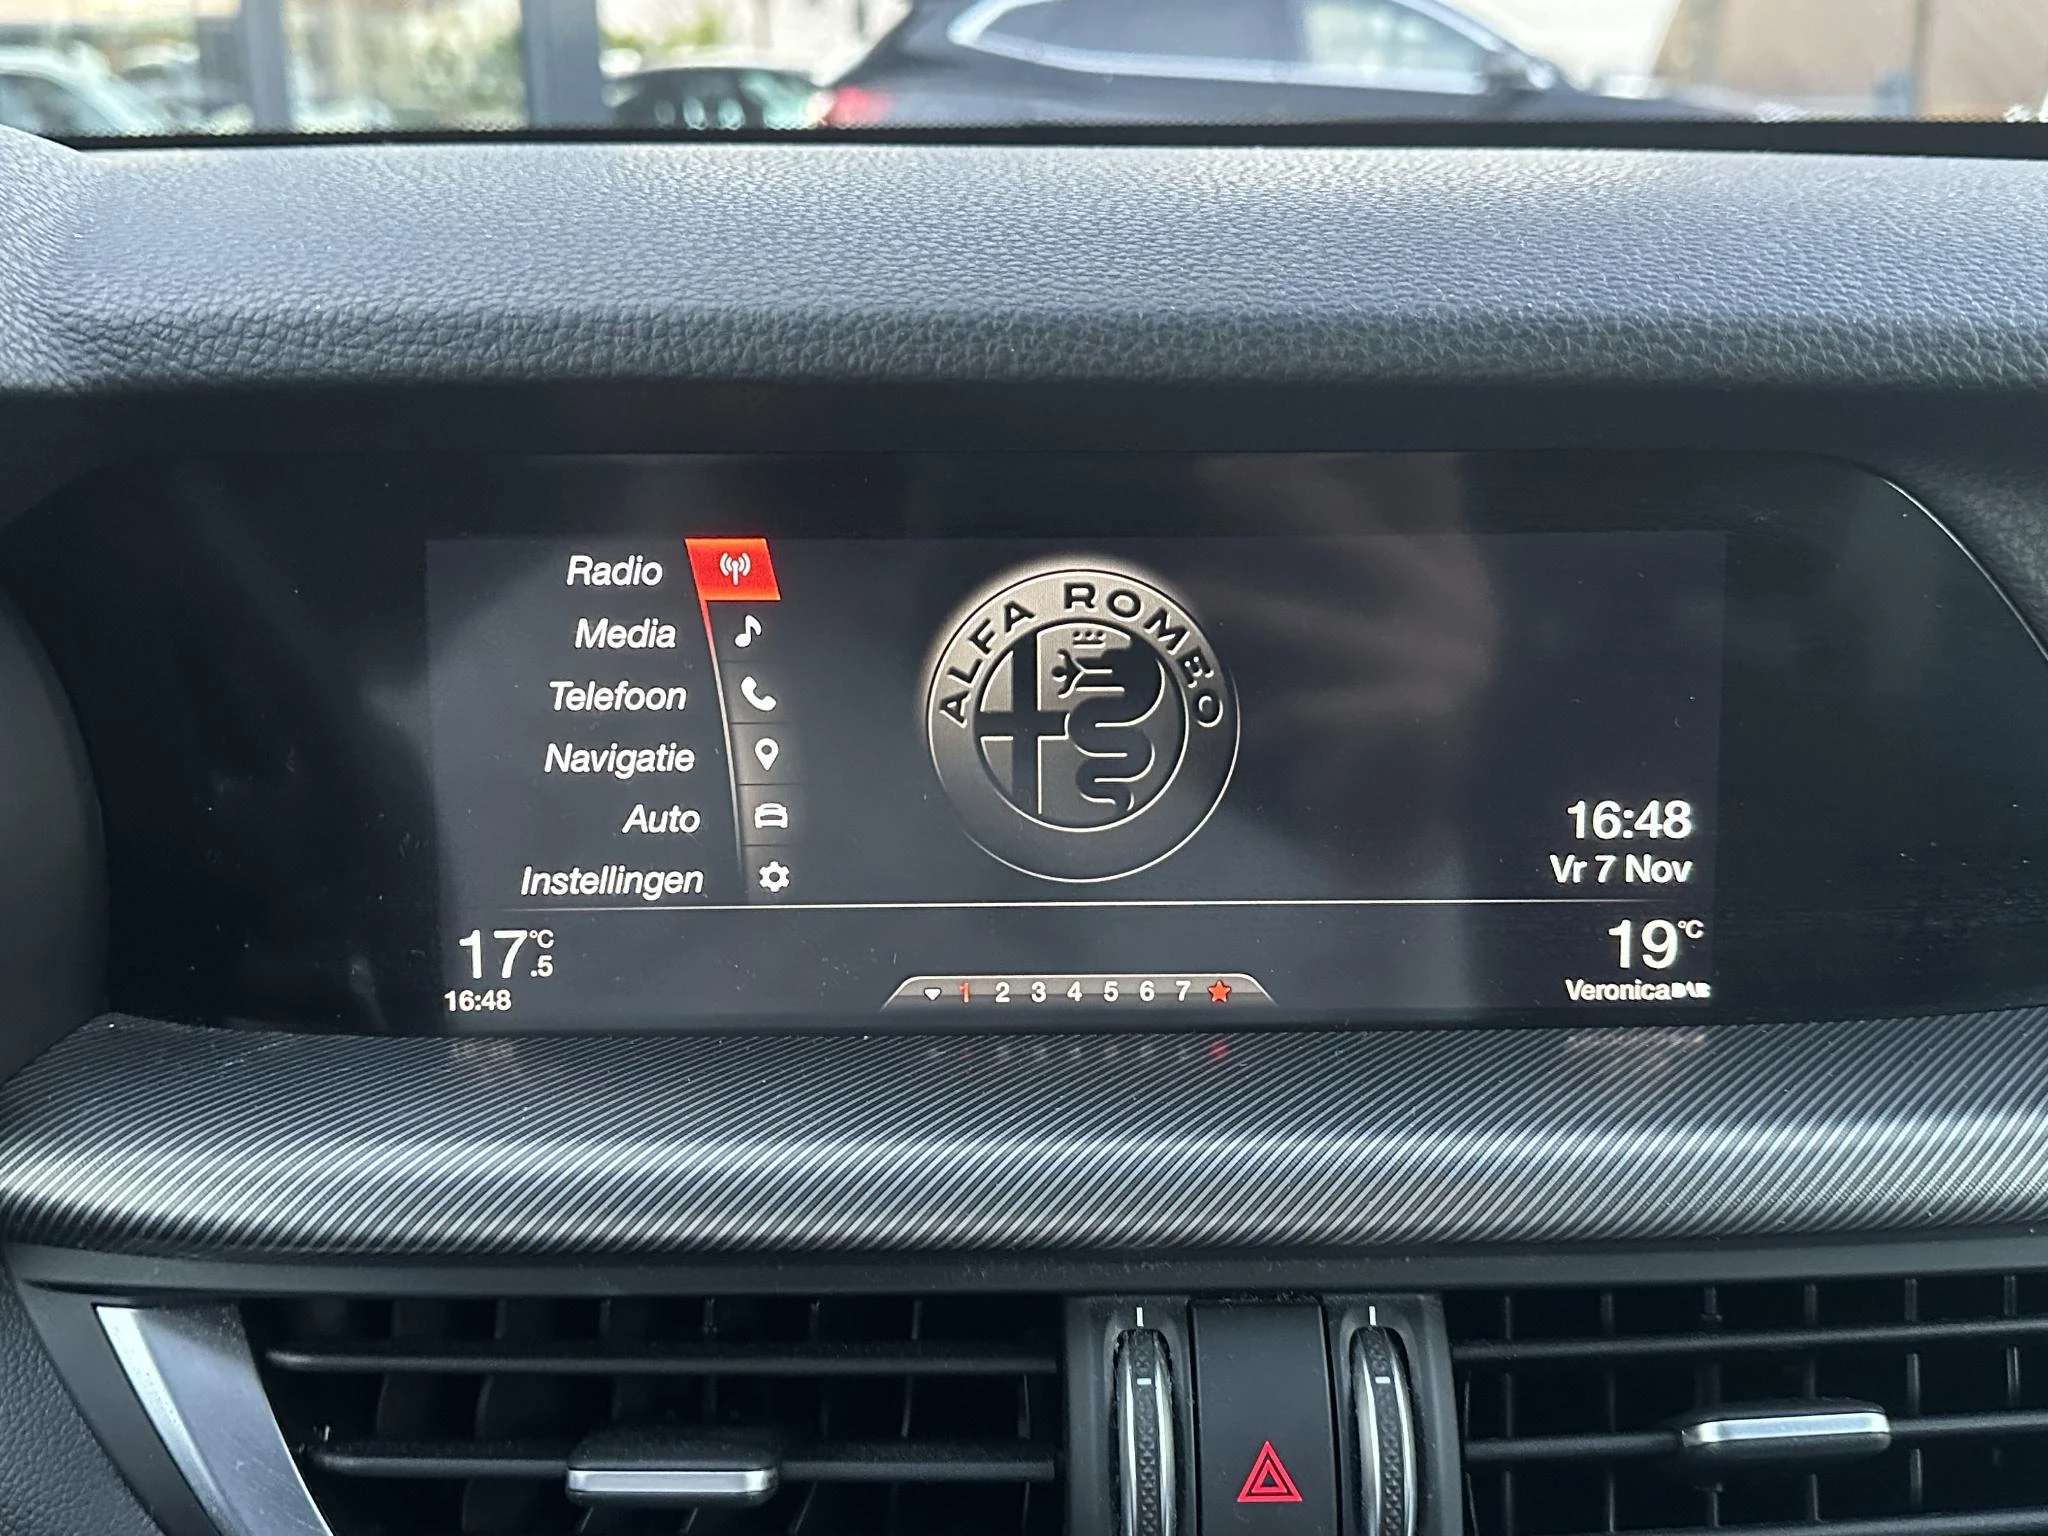 Radio
Media
Telefoon
Navigatie
Auto
Instellingen
ALFA ROMEO
16:48
Vr 7 Nov
17.5 °C
16:48
1 2 3 4 5 6 7
19 °C
Veronica